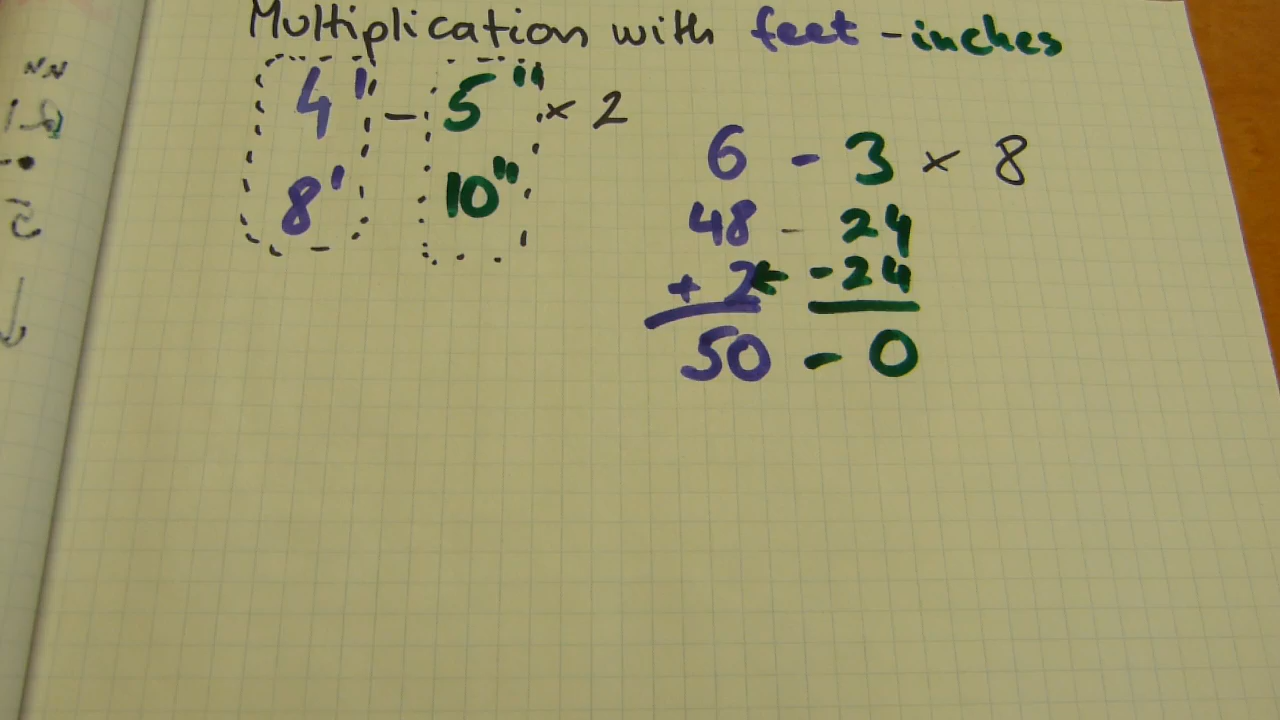 Multiplication with feet - inches
4' - 5" × 2
8' 10"
6 - 3 × 8
48 - 24
+ 2 ← - 24
50 - 0